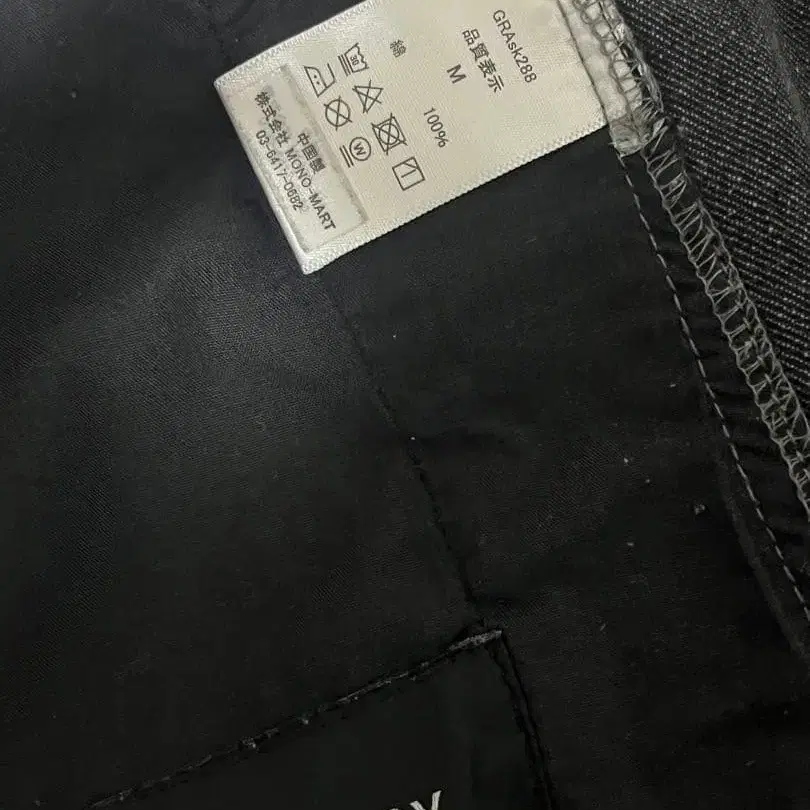 GRAsk288
品質表示
M
綿 100%
30
W
中国製
株式会社 MONO-MART
03-6417-0682